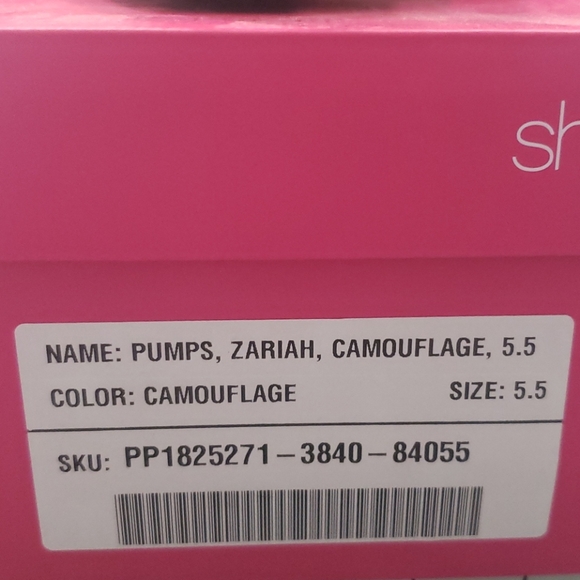 sh
NAME: PUMPS, ZARIAH, CAMOUFLAGE, 5.5
COLOR: CAMOUFLAGE SIZE: 5.5
SKU: PP1825271-3840-84055